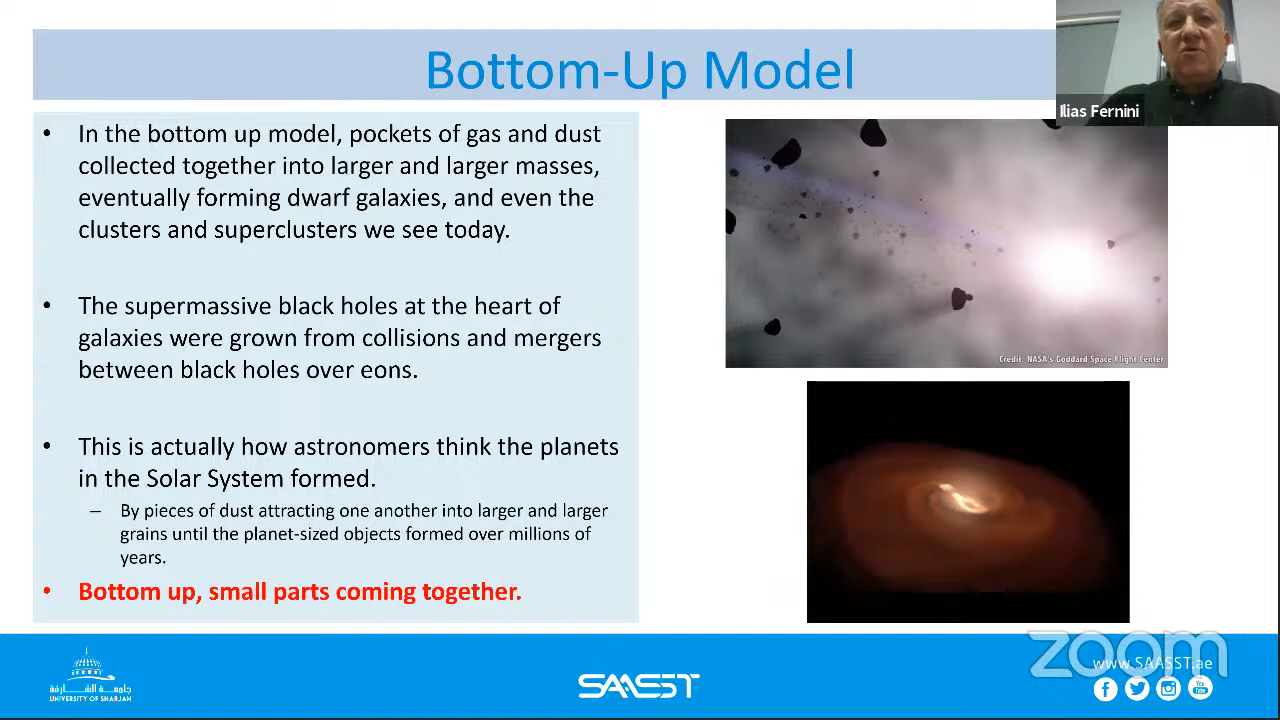 Bottom-Up Model
Ilias Fernini
• In the bottom up model, pockets of gas and dust
collected together into larger and larger masses,
eventually forming dwarf galaxies, and even the
clusters and superclusters we see today.
• The supermassive black holes at the heart of
galaxies were grown from collisions and mergers
between black holes over eons.
• This is actually how astronomers think the planets
in the Solar System formed.
– By pieces of dust attracting one another into larger and larger
grains until the planet-sized objects formed over millions of
years.
• Bottom up, small parts coming together.
Credit: NASA's Goddard Space Flight Center
جامعة الشارقة
UNIVERSITY OF SHARJAH
SAASST
zoom
www.SAASST.ae
You
Tube